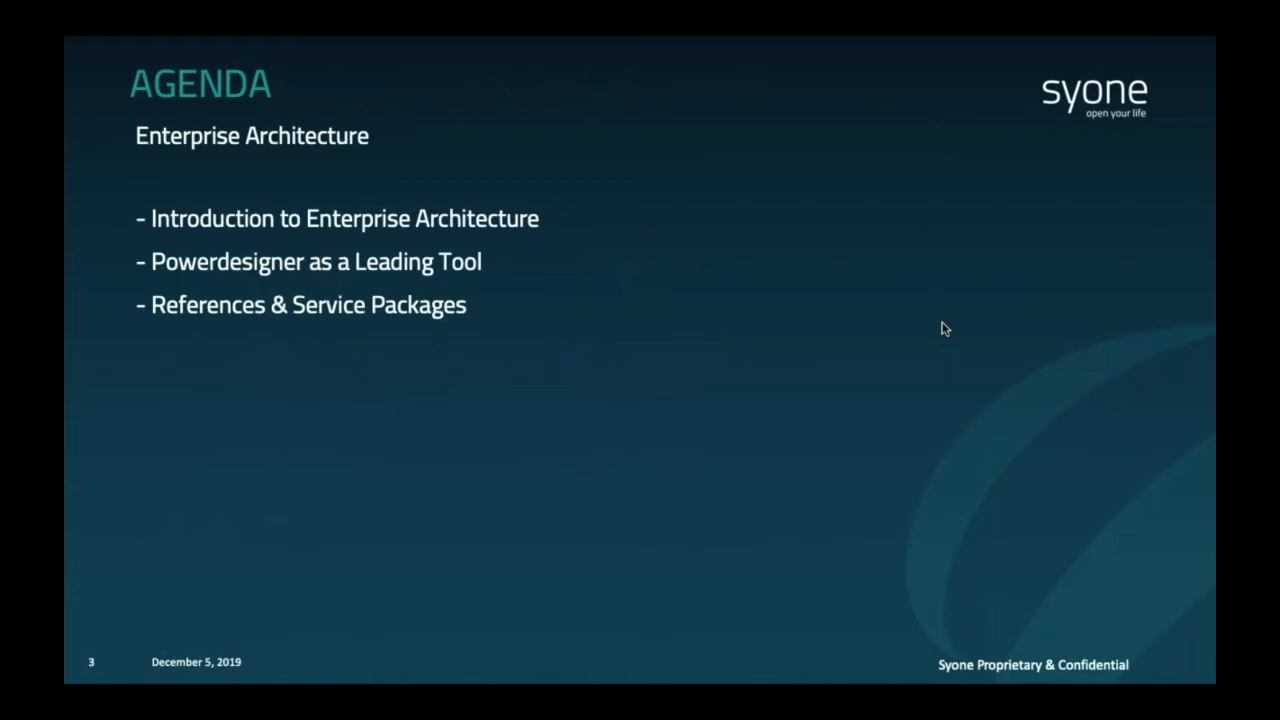 AGENDA
syone
open your life
Enterprise Architecture
- Introduction to Enterprise Architecture
- Powerdesigner as a Leading Tool
- References & Service Packages
3
December 5, 2019
Syone Proprietary & Confidential